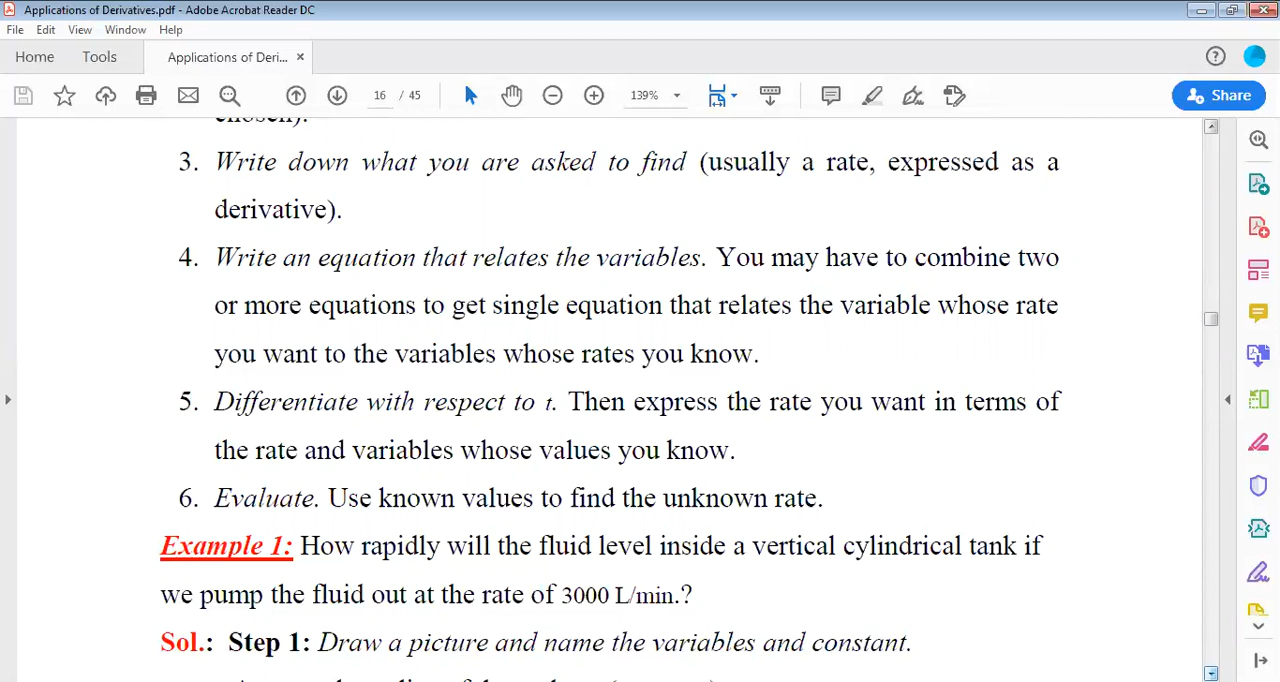 Applications of Derivatives.pdf - Adobe Acrobat Reader DC
File Edit View Window Help
Home Tools Applications of Deri... ×
16 / 45 139% Share
chosen).
3. Write down what you are asked to find (usually a rate, expressed as a
derivative).
4. Write an equation that relates the variables. You may have to combine two
or more equations to get single equation that relates the variable whose rate
you want to the variables whose rates you know.
5. Differentiate with respect to t. Then express the rate you want in terms of
the rate and variables whose values you know.
6. Evaluate. Use known values to find the unknown rate.
Example 1: How rapidly will the fluid level inside a vertical cylindrical tank if
we pump the fluid out at the rate of 3000 L/min.?
Sol.: Step 1: Draw a picture and name the variables and constant.